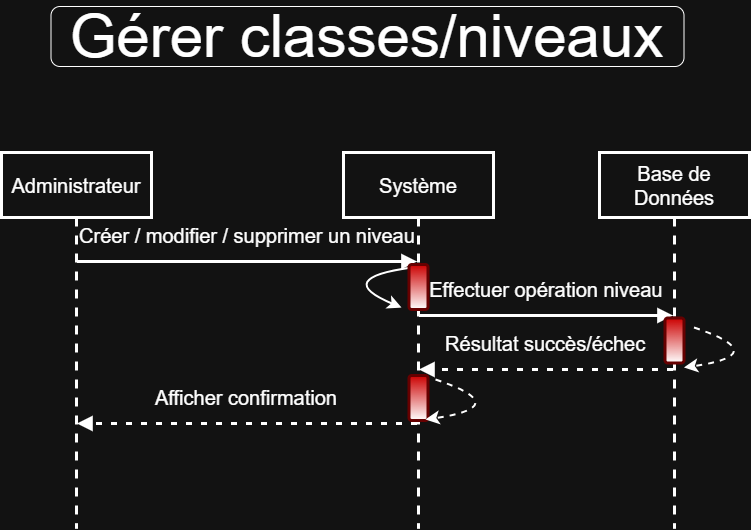 Gérer classes/niveaux
Administrateur
Système
Base de
Données
Créer / modifier / supprimer un niveau
Effectuer opération niveau
Résultat succès/échec
Afficher confirmation